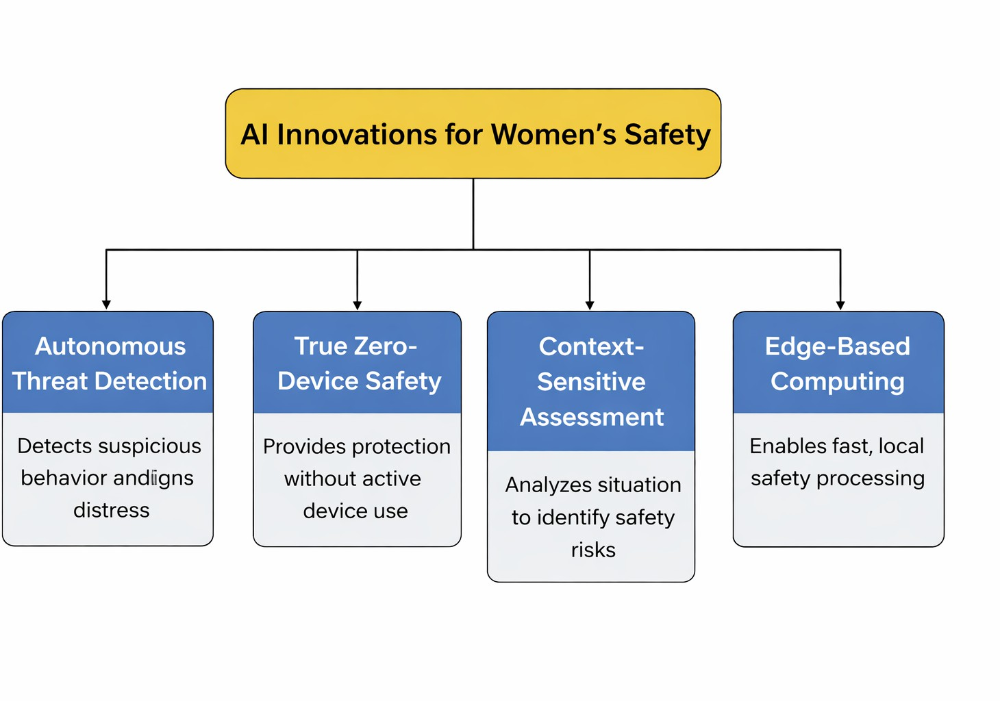 AI Innovations for Women’s Safety
Autonomous
Threat Detection
Detects suspicious
behavior
distress
True Zero-
Device Safety
Provides protection
without active
device use
Context-
Sensitive
Assessment
Analyzes situation
to identify safety
risks
Edge-Based
Computing
Enables fast, local
safety processing